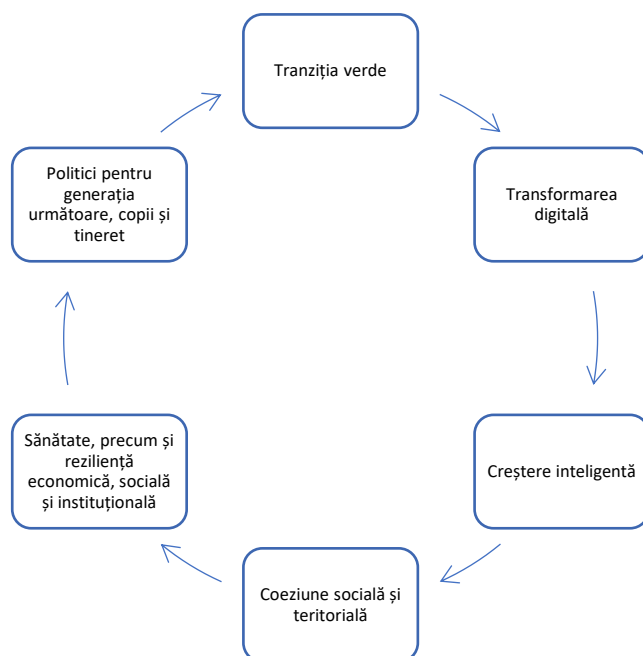 Tranziția verde
Transformarea
digitală
Creștere inteligentă
Coeziune socială și
teritorială
Sănătate, precum și
reziliență
economică, socială
și instituțională
Politici pentru
generația
următoare, copii și
tineret